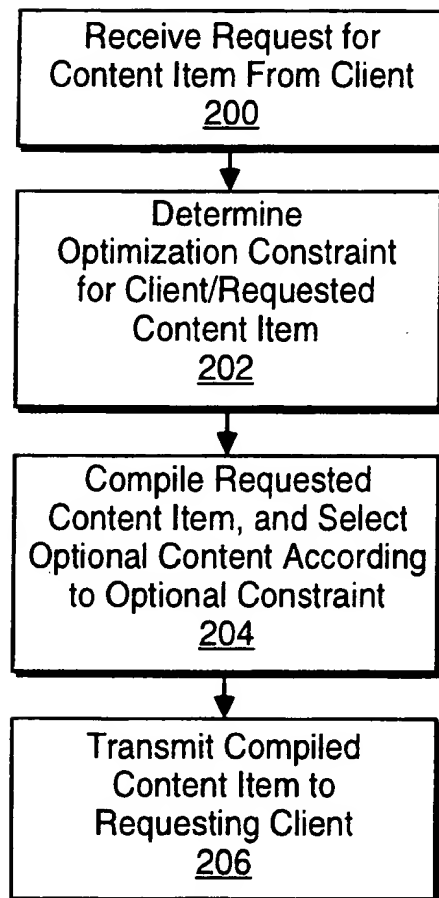 Receive Request for
Content Item From Client
200
Determine
Optimization Constraint
for Client/Requested
Content Item
202
Compile Requested
Content Item, and Select
Optional Content According
to Optional Constraint
204
Transmit Compiled
Content Item to
Requesting Client
206